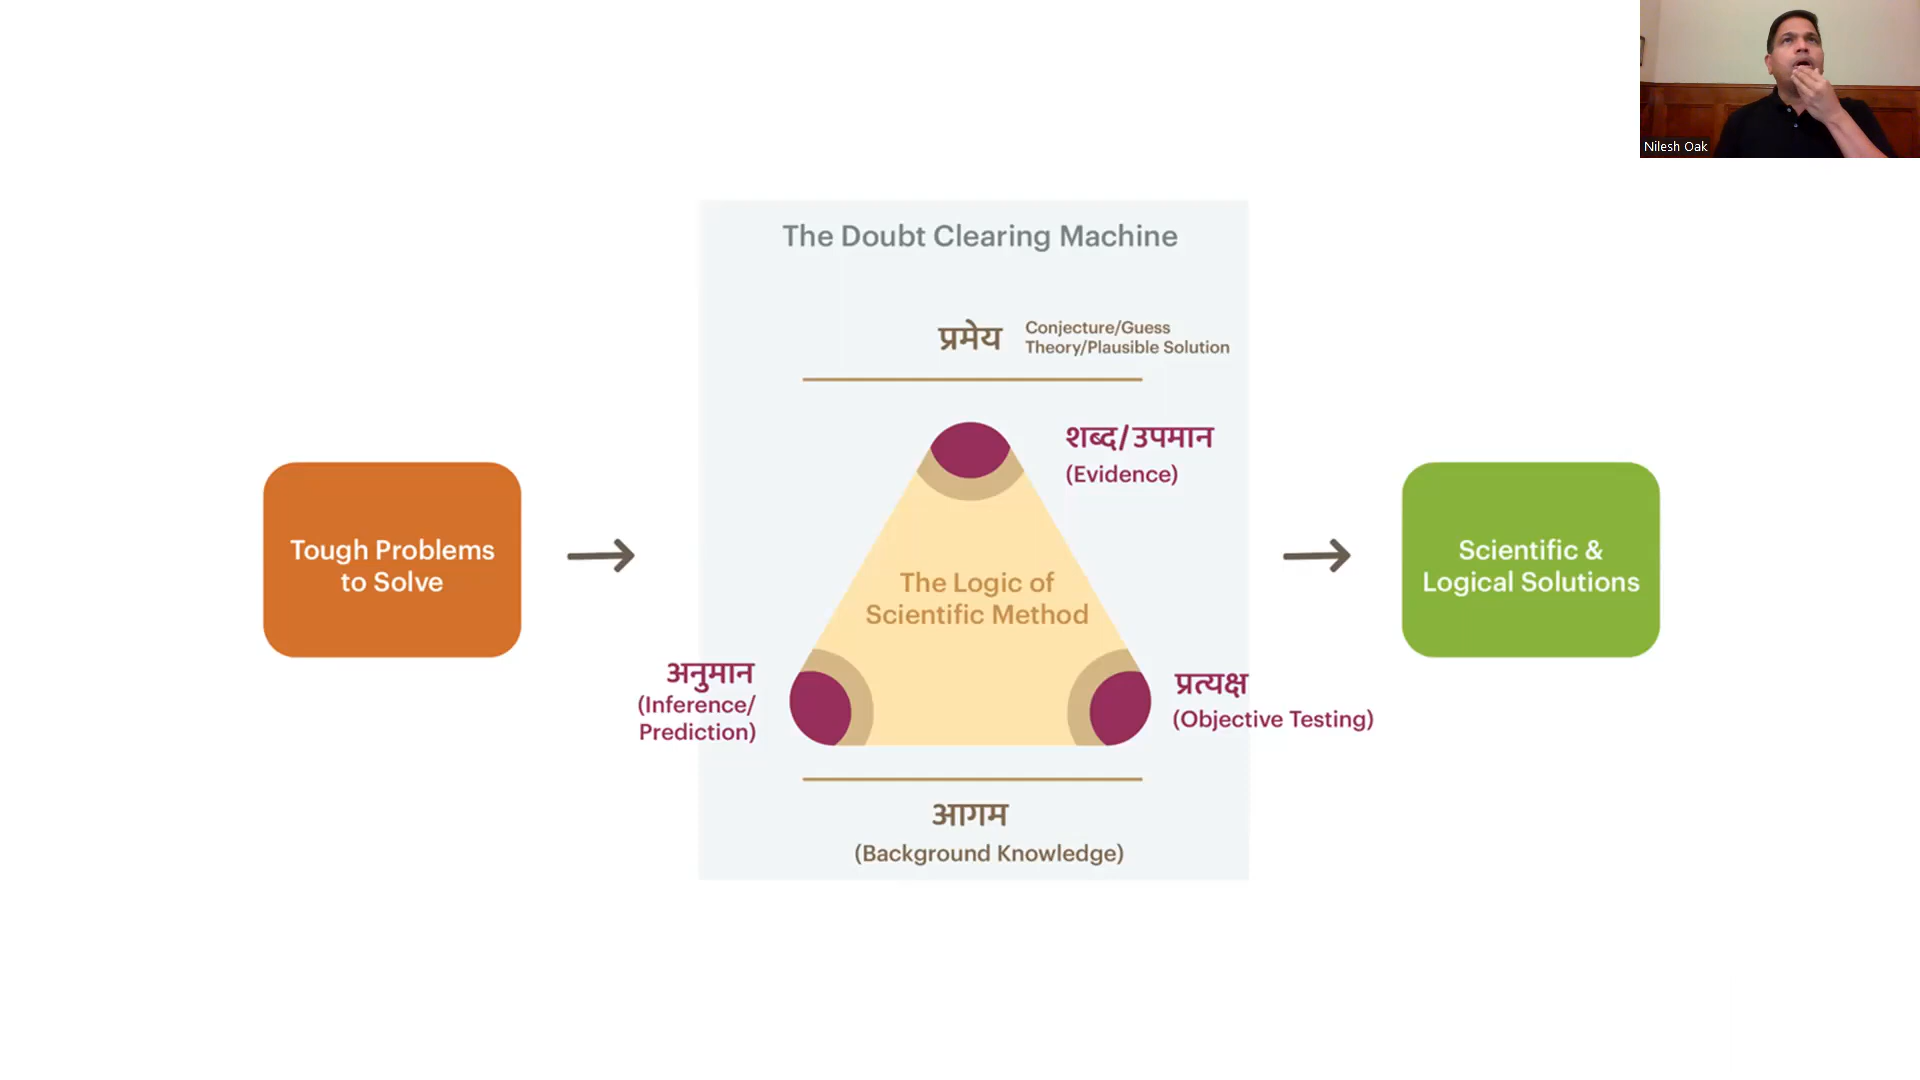 Nilesh Oak
The Doubt Clearing Machine
प्रमेय
Conjecture/Guess
Theory/Plausible Solution
शब्द/उपमान
(Evidence)
Tough Problems
to Solve
The Logic of
Scientific Method
Scientific &
Logical Solutions
अनुमान
(Inference/
Prediction)
प्रत्यक्ष
(Objective Testing)
आगम
(Background Knowledge)